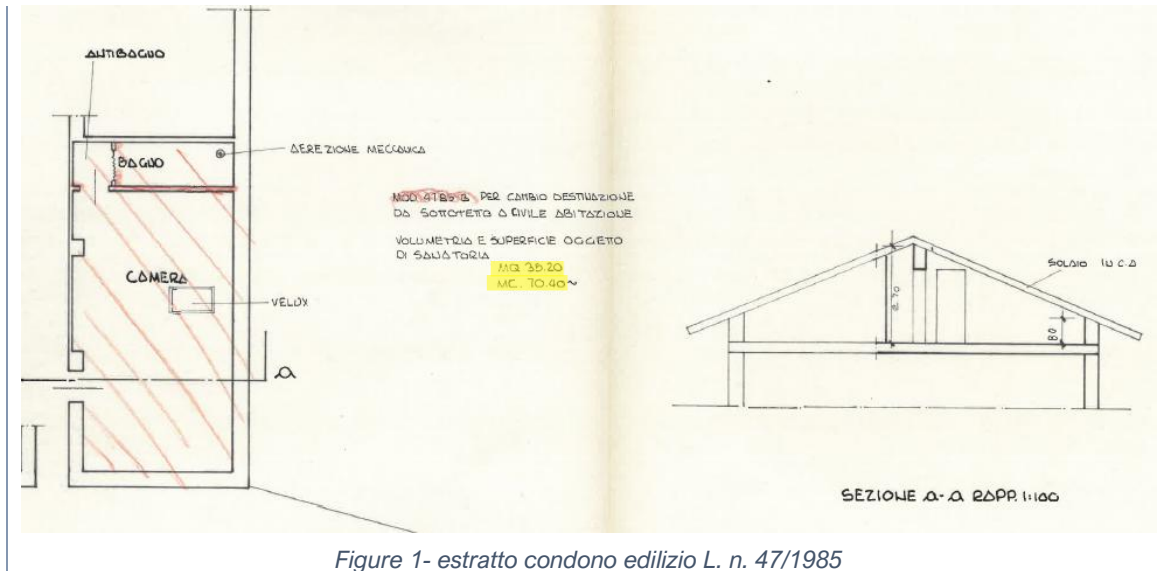 ANTIBAGNO
BAGNO
AEREZIONE MECCANICA
MOD. 47/85 B PER CAMBIO DESTINAZIONE
DA SOTTOTETTO A CIVILE ABITAZIONE
VOLUMETRIA E SUPERFICIE OGGETTO
DI SANATORIA
MQ 35.20
MC. 70.40~
CAMERA
VELUX
A
2.70
80
SOLAIO IN C.A
SEZIONE A-A RAPP. 1:100
Figure 1- estratto condono edilizio L. n. 47/1985